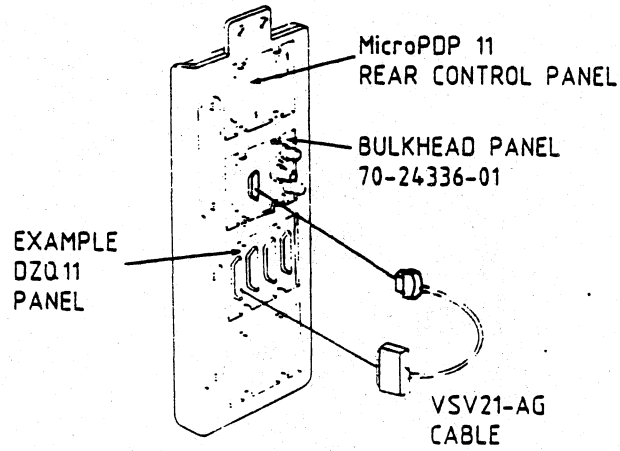 MicroPDP 11
REAR CONTROL PANEL
BULKHEAD PANEL
70-24336-01
EXAMPLE
DZQ11
PANEL
VSV21-AG
CABLE